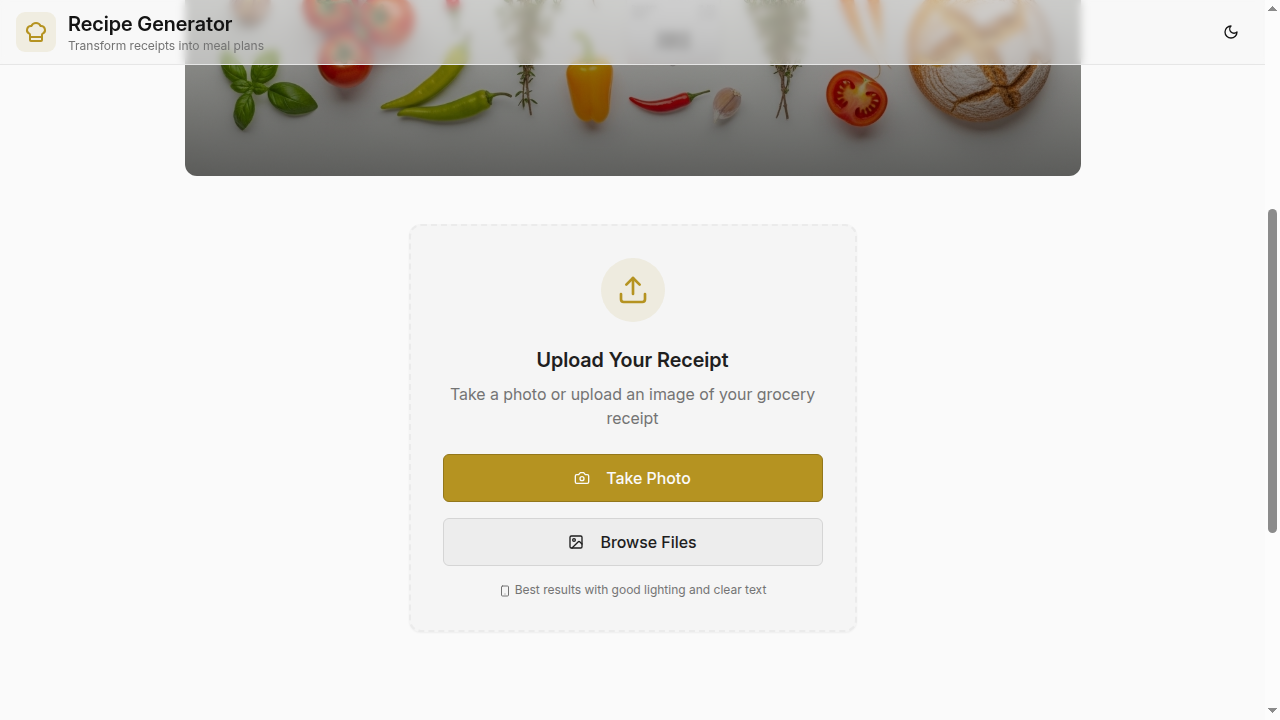 Recipe Generator
Transform receipts into meal plans
Upload Your Receipt
Take a photo or upload an image of your grocery
receipt
Take Photo
Browse Files
Best results with good lighting and clear text